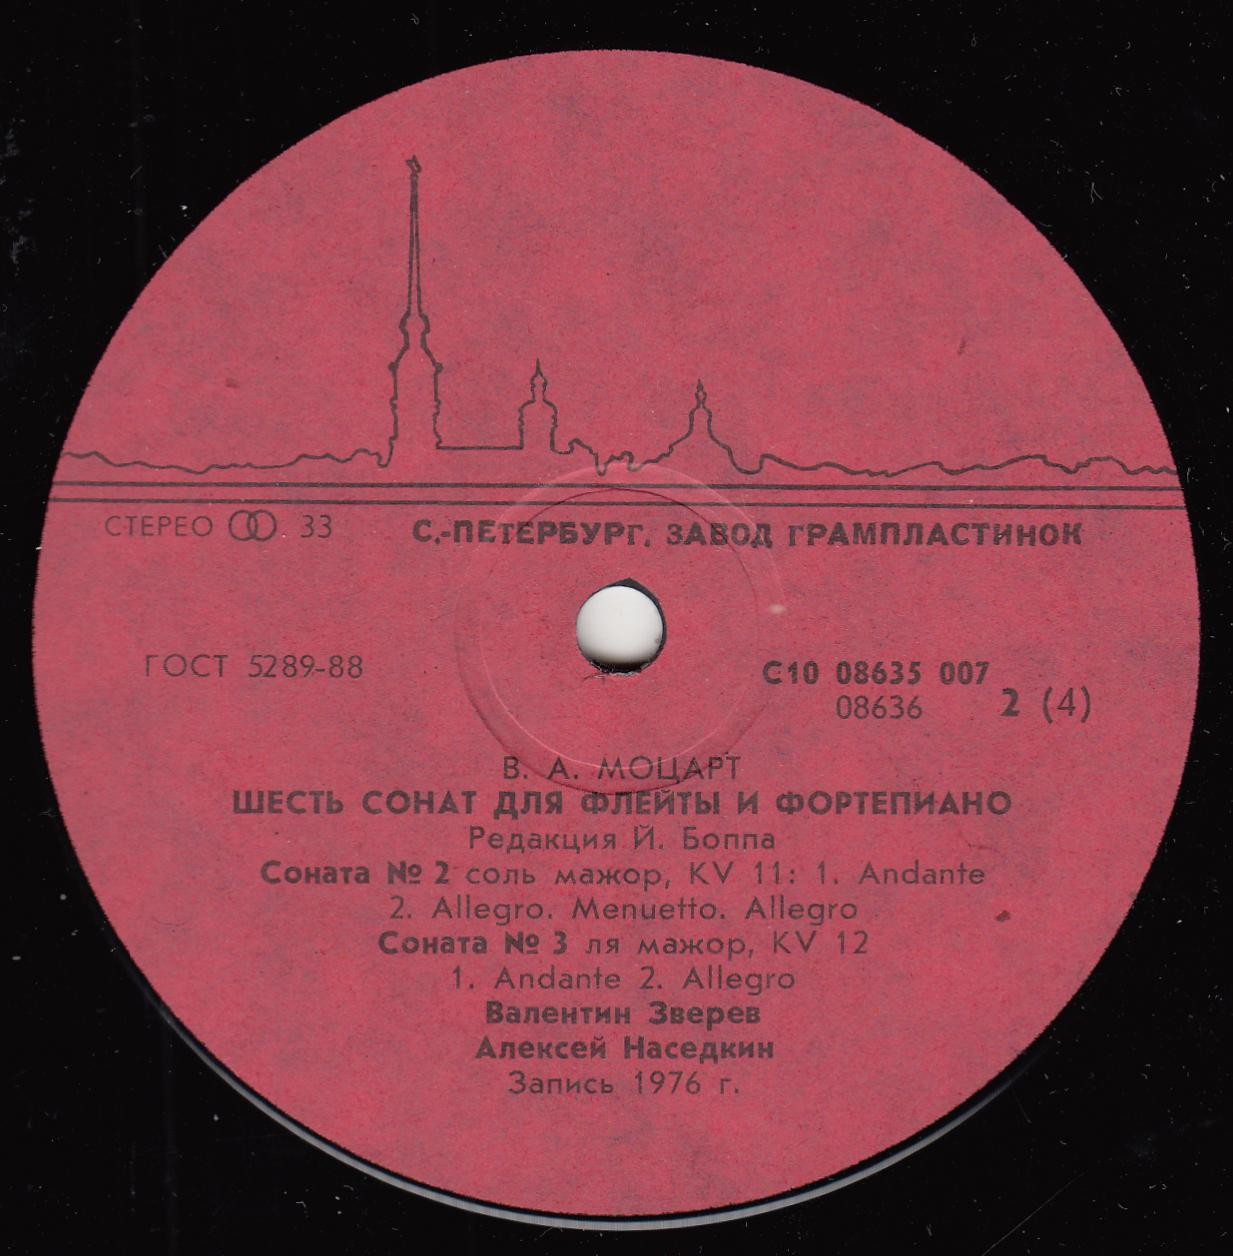 СТЕРЕО 33
С.-ПЕТЕРБУРГ. ЗАВОД ГРАМПЛАСТИНОК
ГОСТ 5289-88
С10 08635 007
08636 2 (4)
В. А. МОЦАРТ
ШЕСТЬ СОНАТ ДЛЯ ФЛЕЙТЫ И ФОРТЕПИАНО
Редакция Й. Боппа
Соната № 2 соль мажор, KV 11: 1. Andante
2. Allegro. Menuetto. Allegro
Соната № 3 ля мажор, KV 12
1. Andante 2. Allegro
Валентин Зверев
Алексей Наседкин
Запись 1976 г.